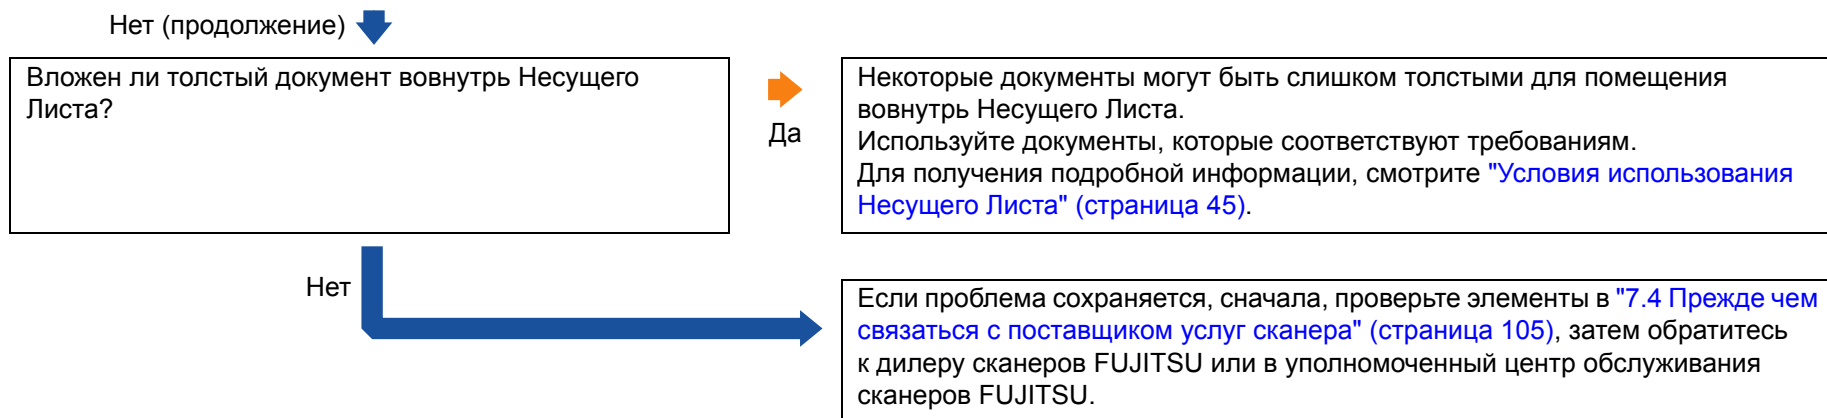 Нет (продолжение)
Вложен ли толстый документ вовнутрь Несущего
Листа?
Да
Некоторые документы могут быть слишком толстыми для помещения
вовнутрь Несущего Листа.
Используйте документы, которые соответствуют требованиям.
Для получения подробной информации, смотрите "Условия использования
Несущего Листа" (страница 45).
Нет
Если проблема сохраняется, сначала, проверьте элементы в "7.4 Прежде чем
связаться с поставщиком услуг сканера" (страница 105), затем обратитесь
к дилеру сканеров FUJITSU или в уполномоченный центр обслуживания
сканеров FUJITSU.